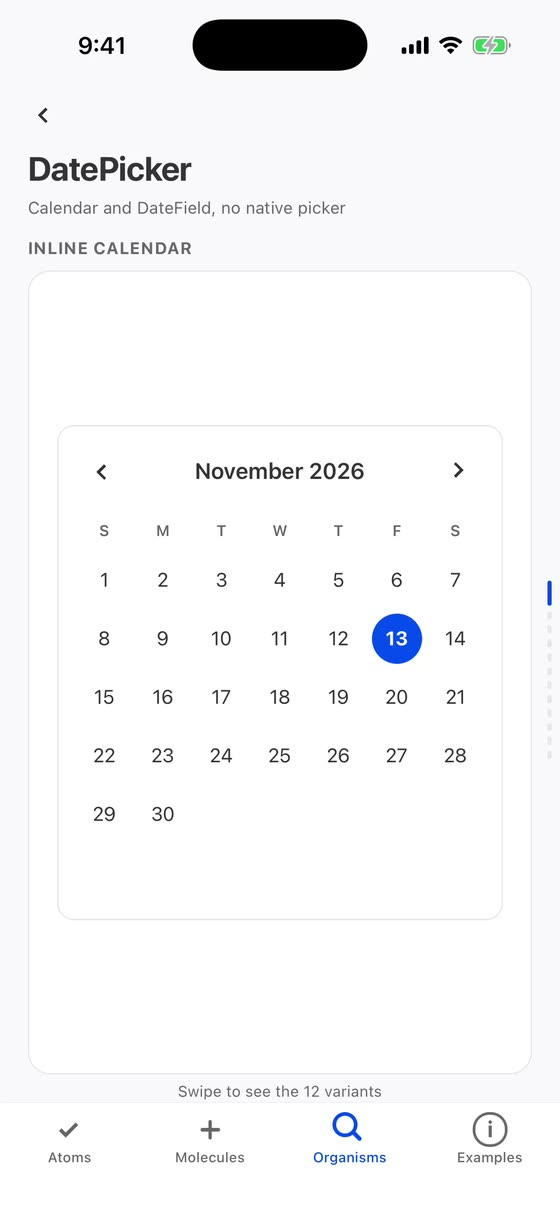 9:41
DatePicker
Calendar and DateField, no native picker
INLINE CALENDAR
November 2026
S M T W T F S
1 2 3 4 5 6 7
8 9 10 11 12 13 14
15 16 17 18 19 20 21
22 23 24 25 26 27 28
29 30
Swipe to see the 12 variants
Atoms Molecules Organisms Examples